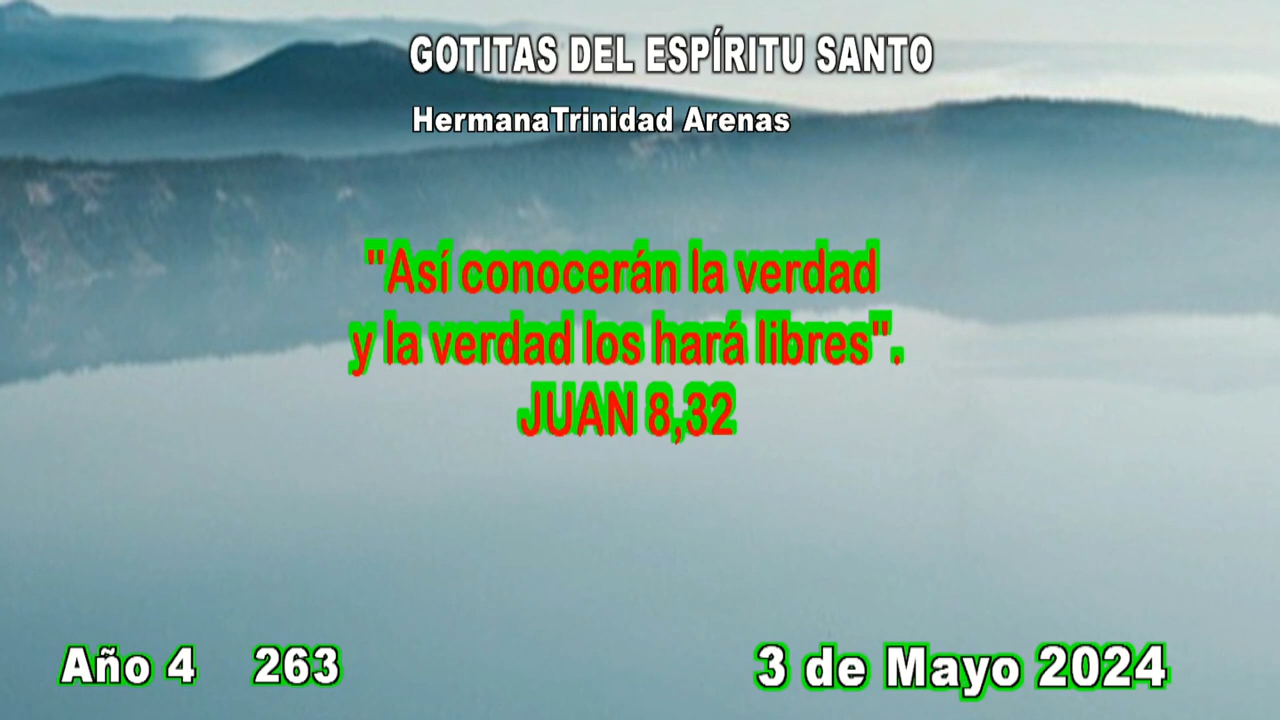 GOTITAS DEL ESPÍRITU SANTO
HermanaTrinidad Arenas
"Así conocerán la verdad
y la verdad los hará libres".
JUAN 8,32
Año 4 263
3 de Mayo 2024